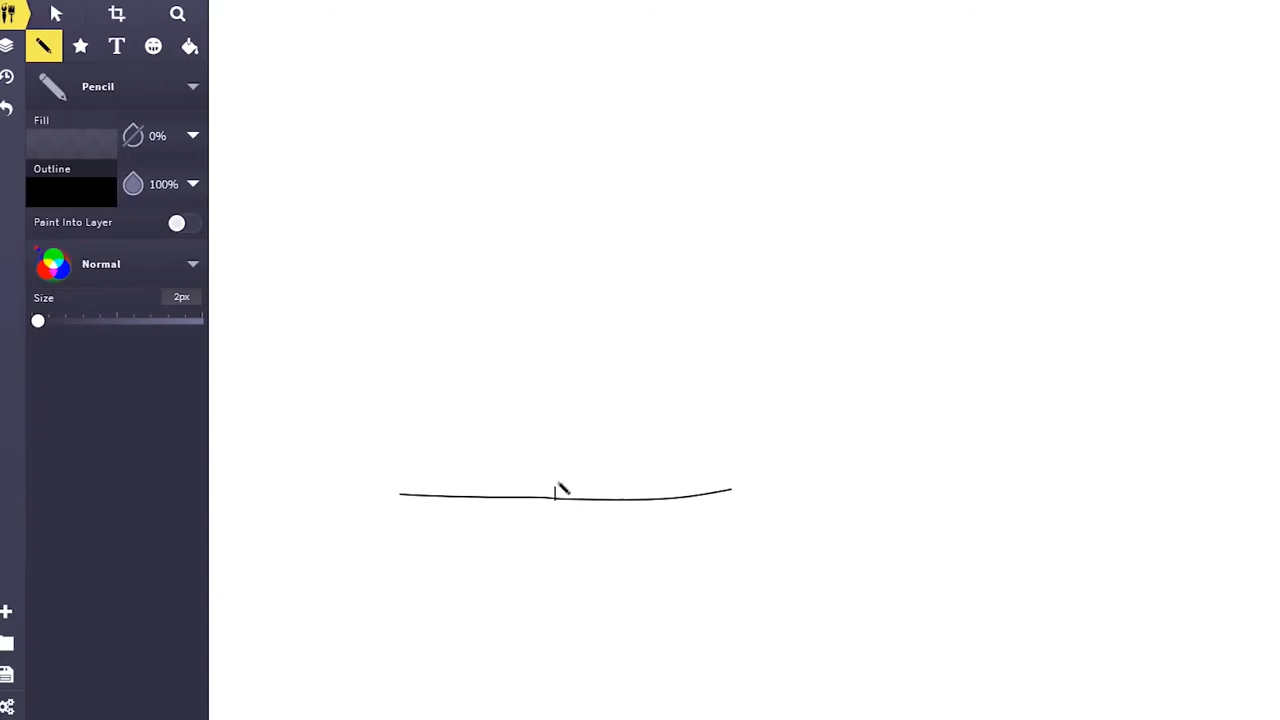 T
Pencil
Fill
0%
Outline
100%
Paint Into Layer
Normal
Size 2px